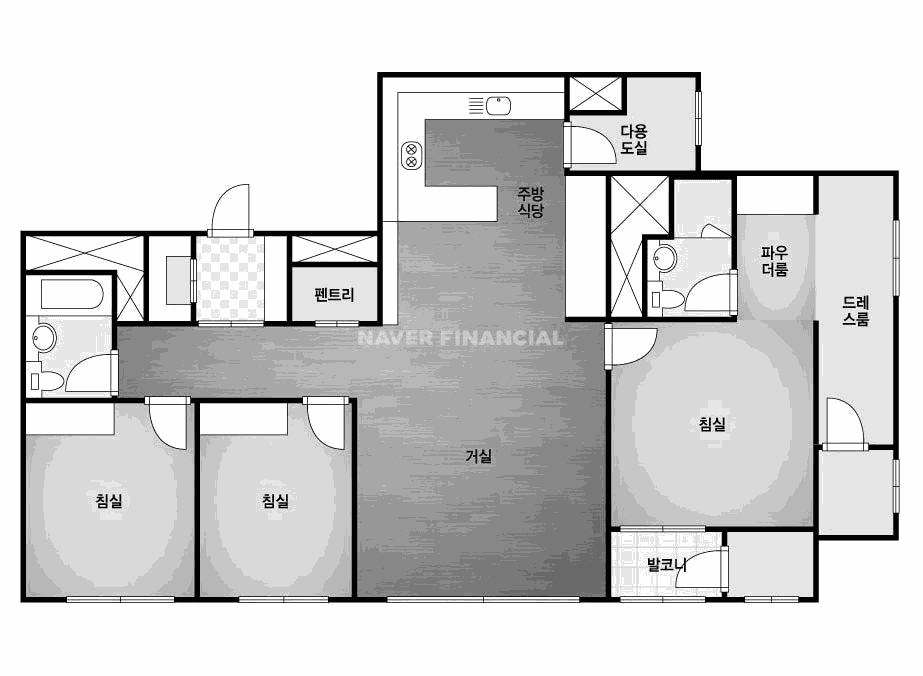 다용
도실
주방
식당
파우
더룸
펜트리
드레
스룸
NAVER FINANCIAL
침실
거실
침실
침실
발코니